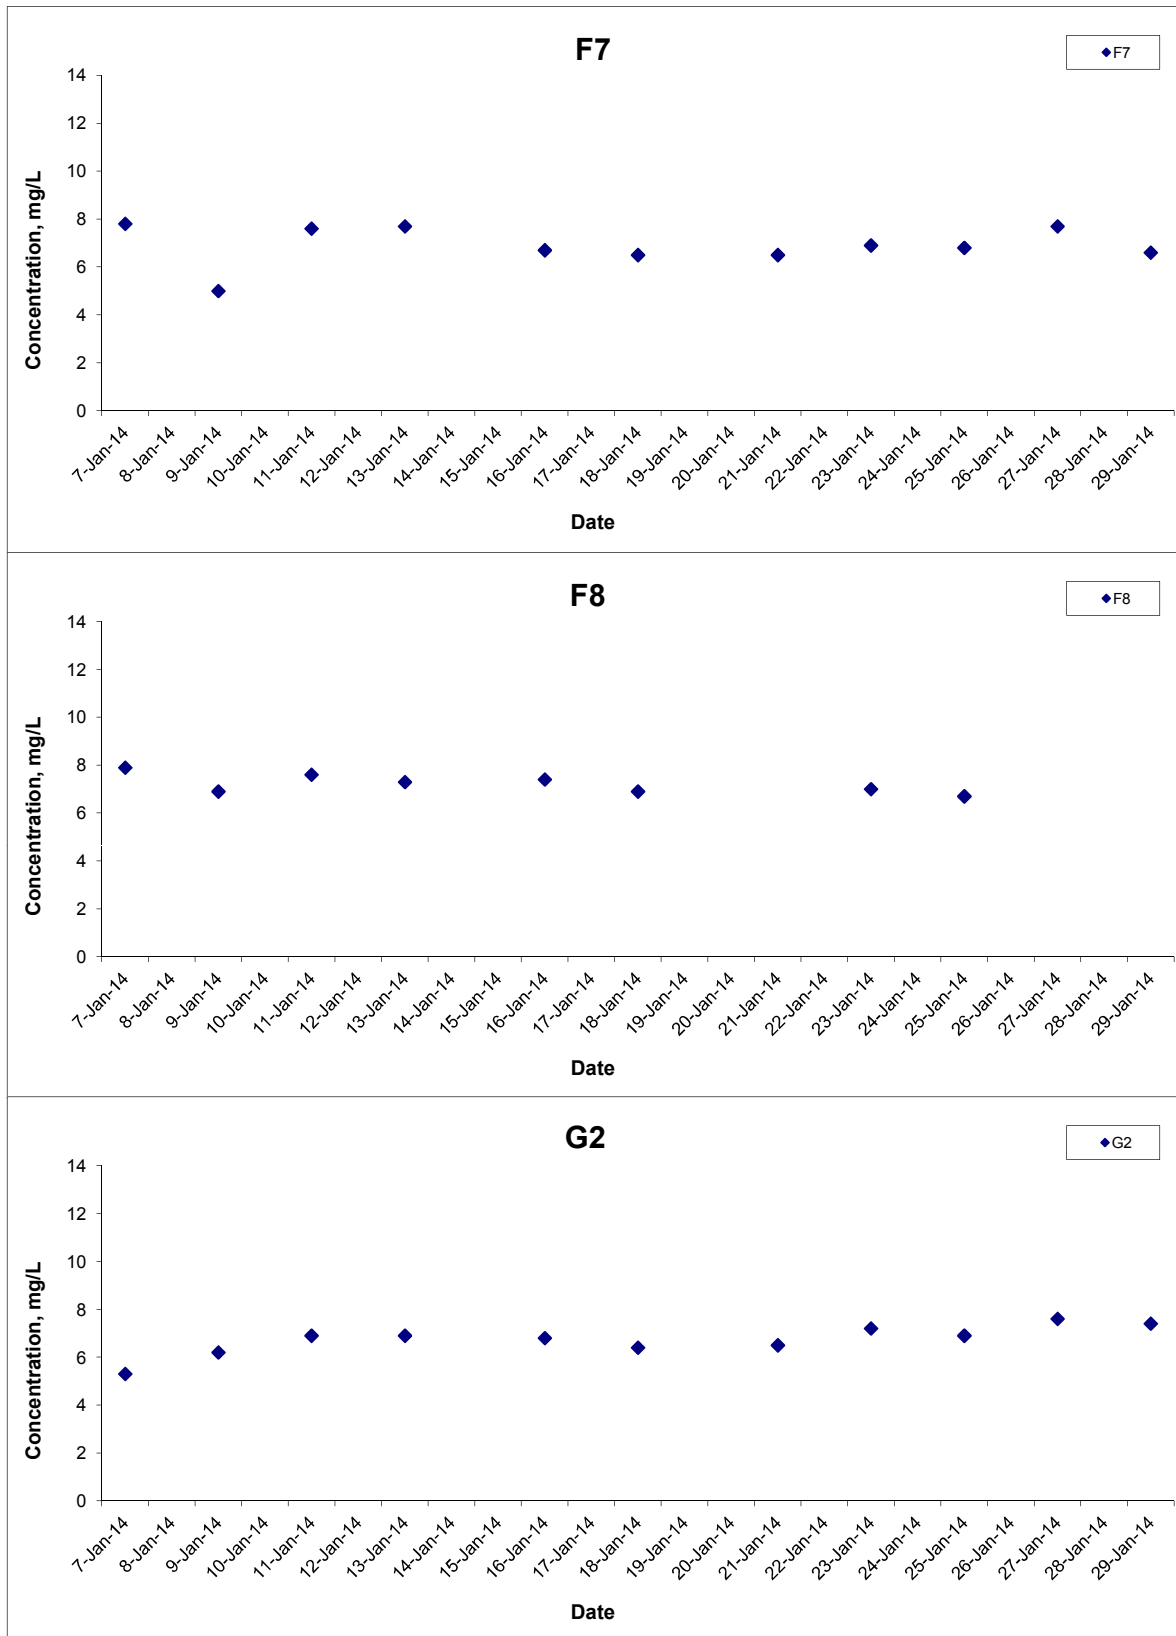 F7
F7
14
12
10
8
6
4
2
0
Concentration, mg/L
7-Jan-14
8-Jan-14
9-Jan-14
10-Jan-14
11-Jan-14
12-Jan-14
13-Jan-14
14-Jan-14
15-Jan-14
16-Jan-14
17-Jan-14
18-Jan-14
19-Jan-14
20-Jan-14
21-Jan-14
22-Jan-14
23-Jan-14
24-Jan-14
25-Jan-14
26-Jan-14
27-Jan-14
28-Jan-14
29-Jan-14
Date
F8
F8
14
12
10
8
6
4
2
0
Concentration, mg/L
7-Jan-14
8-Jan-14
9-Jan-14
10-Jan-14
11-Jan-14
12-Jan-14
13-Jan-14
14-Jan-14
15-Jan-14
16-Jan-14
17-Jan-14
18-Jan-14
19-Jan-14
20-Jan-14
21-Jan-14
22-Jan-14
23-Jan-14
24-Jan-14
25-Jan-14
26-Jan-14
27-Jan-14
28-Jan-14
29-Jan-14
Date
G2
G2
14
12
10
8
6
4
2
0
Concentration, mg/L
7-Jan-14
8-Jan-14
9-Jan-14
10-Jan-14
11-Jan-14
12-Jan-14
13-Jan-14
14-Jan-14
15-Jan-14
16-Jan-14
17-Jan-14
18-Jan-14
19-Jan-14
20-Jan-14
21-Jan-14
22-Jan-14
23-Jan-14
24-Jan-14
25-Jan-14
26-Jan-14
27-Jan-14
28-Jan-14
29-Jan-14
Date